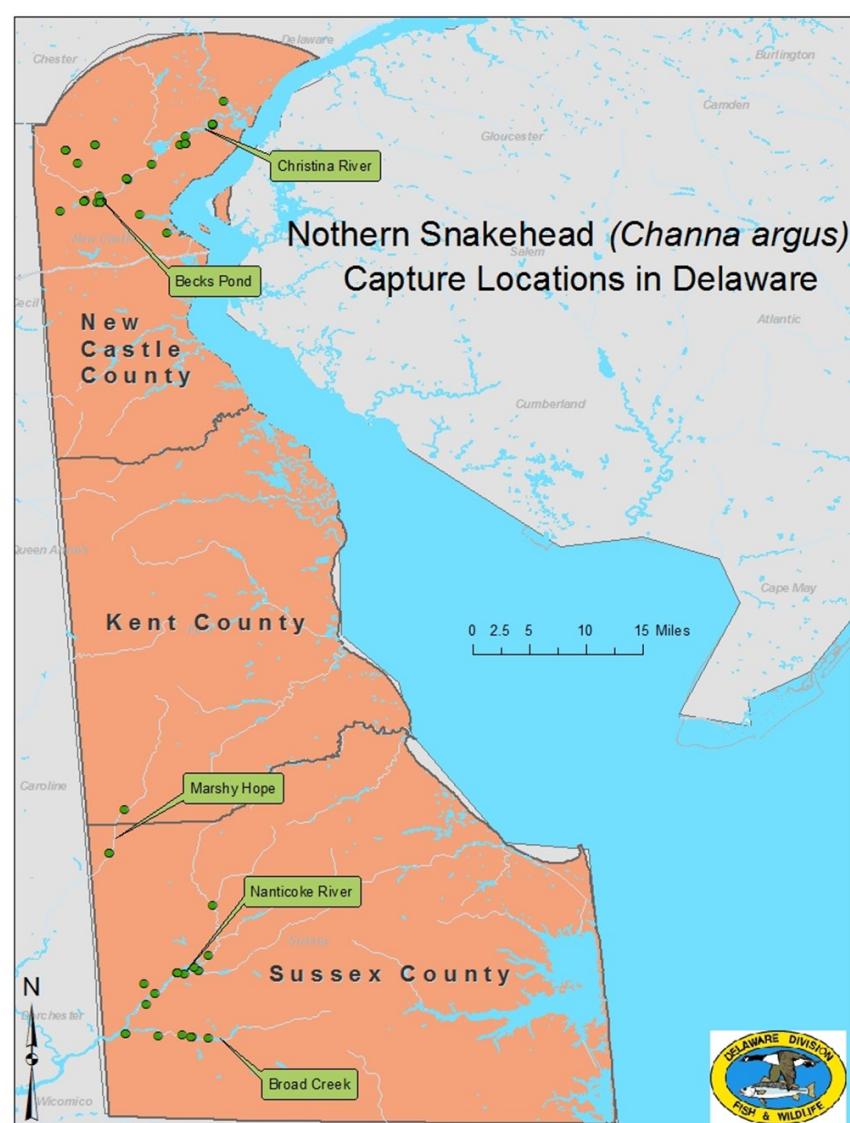 Delaware
Chester
Burlington
Camden
Gloucester
Christina River
Nothern Snakehead (Channa argus)
Capture Locations in Delaware
Salem
New Castle
Becks Pond
Cecil
Atlantic
New
Castle
County
Cumberland
Queen Anne's
Cape May
Kent County
0 2.5 5 10 15 Miles
Caroline
Marshy Hope
Nanticoke River
Sussex
Sussex County
N
Dorchester
Broad Creek
Wicomico
DELAWARE DIVISION
FISH & WILDLIFE